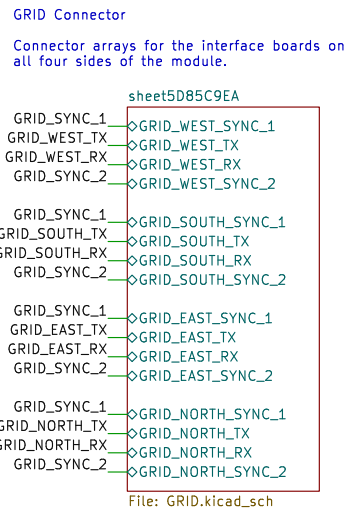 GRID Connector
Connector arrays for the interface boards on
all four sides of the module.
sheet5D85C9EA
GRID_SYNC_1 GRID_WEST_SYNC_1
GRID_WEST_TX GRID_WEST_TX
GRID_WEST_RX GRID_WEST_RX
GRID_SYNC_2 GRID_WEST_SYNC_2
GRID_SYNC_1 GRID_SOUTH_SYNC_1
GRID_SOUTH_TX GRID_SOUTH_TX
GRID_SOUTH_RX GRID_SOUTH_RX
GRID_SYNC_2 GRID_SOUTH_SYNC_2
GRID_SYNC_1 GRID_EAST_SYNC_1
GRID_EAST_TX GRID_EAST_TX
GRID_EAST_RX GRID_EAST_RX
GRID_SYNC_2 GRID_EAST_SYNC_2
GRID_SYNC_1 GRID_NORTH_SYNC_1
GRID_NORTH_TX GRID_NORTH_TX
GRID_NORTH_RX GRID_NORTH_RX
GRID_SYNC_2 GRID_NORTH_SYNC_2
File: GRID.kicad_sch